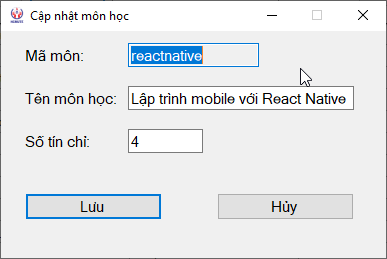 Cập nhật môn học
Mã môn: reactnative
Tên môn học: Lập trình mobile với React Native
Số tín chỉ: 4
Lưu Hủy